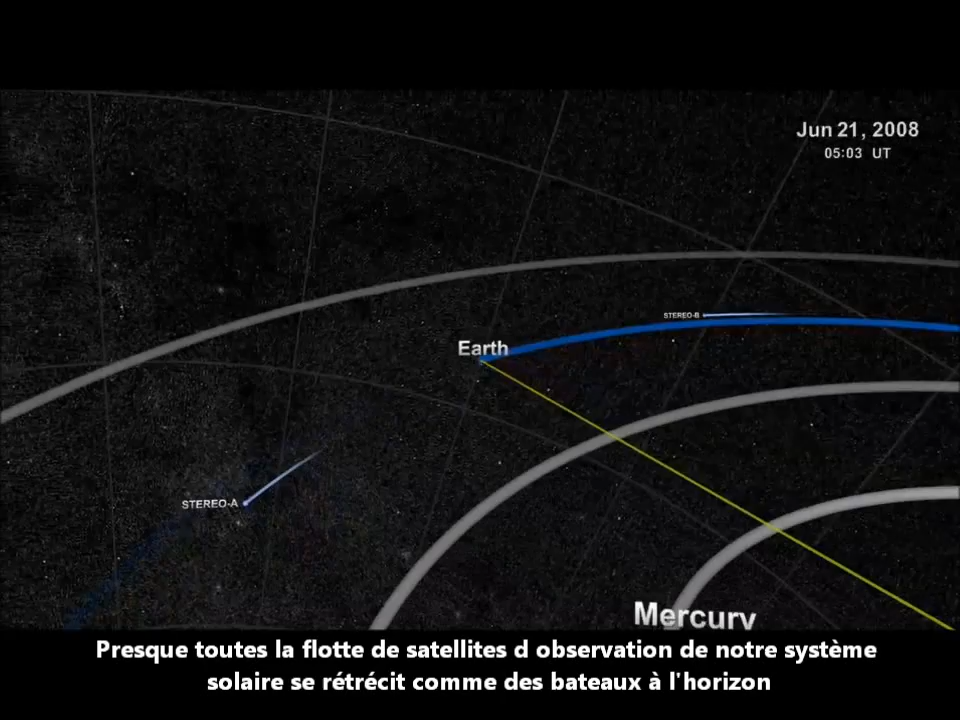 Jun 21, 2008
05:03 UT
STEREO-B
Earth
STEREO-A
Mercury
Presque toutes la flotte de satellites d observation de notre système
solaire se rétrécit comme des bateaux à l'horizon